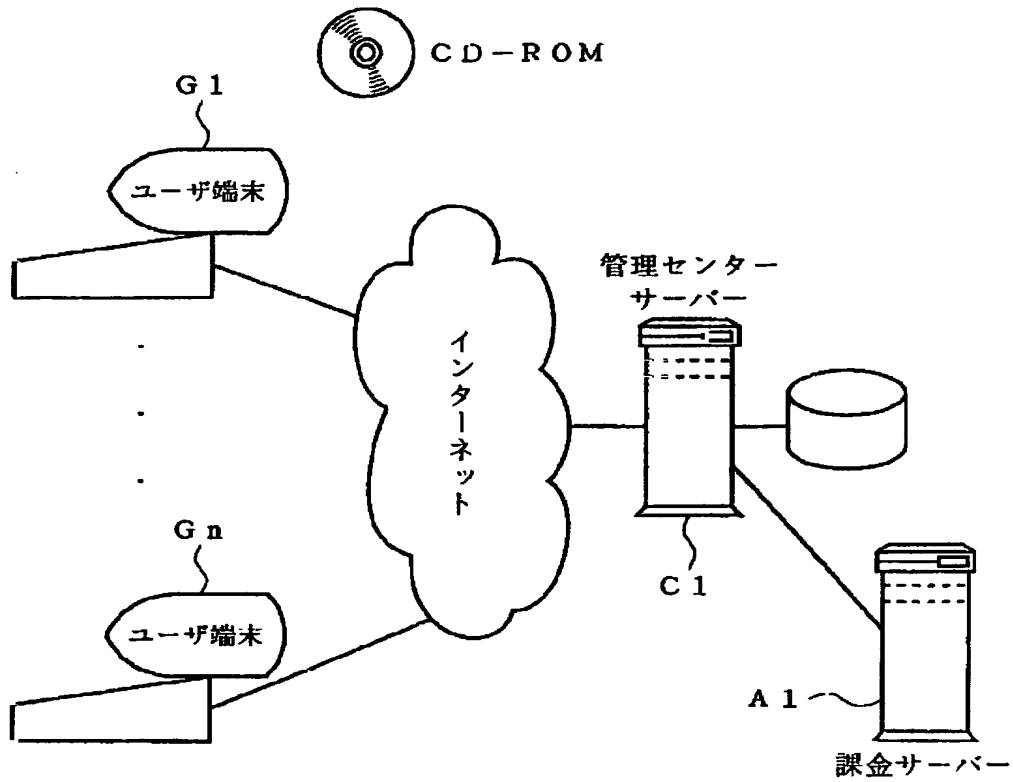 CD-ROM
G1
ユーザ端末
管理センター
サーバー
インターネット
C1
Gn
ユーザ端末
A1
課金サーバー